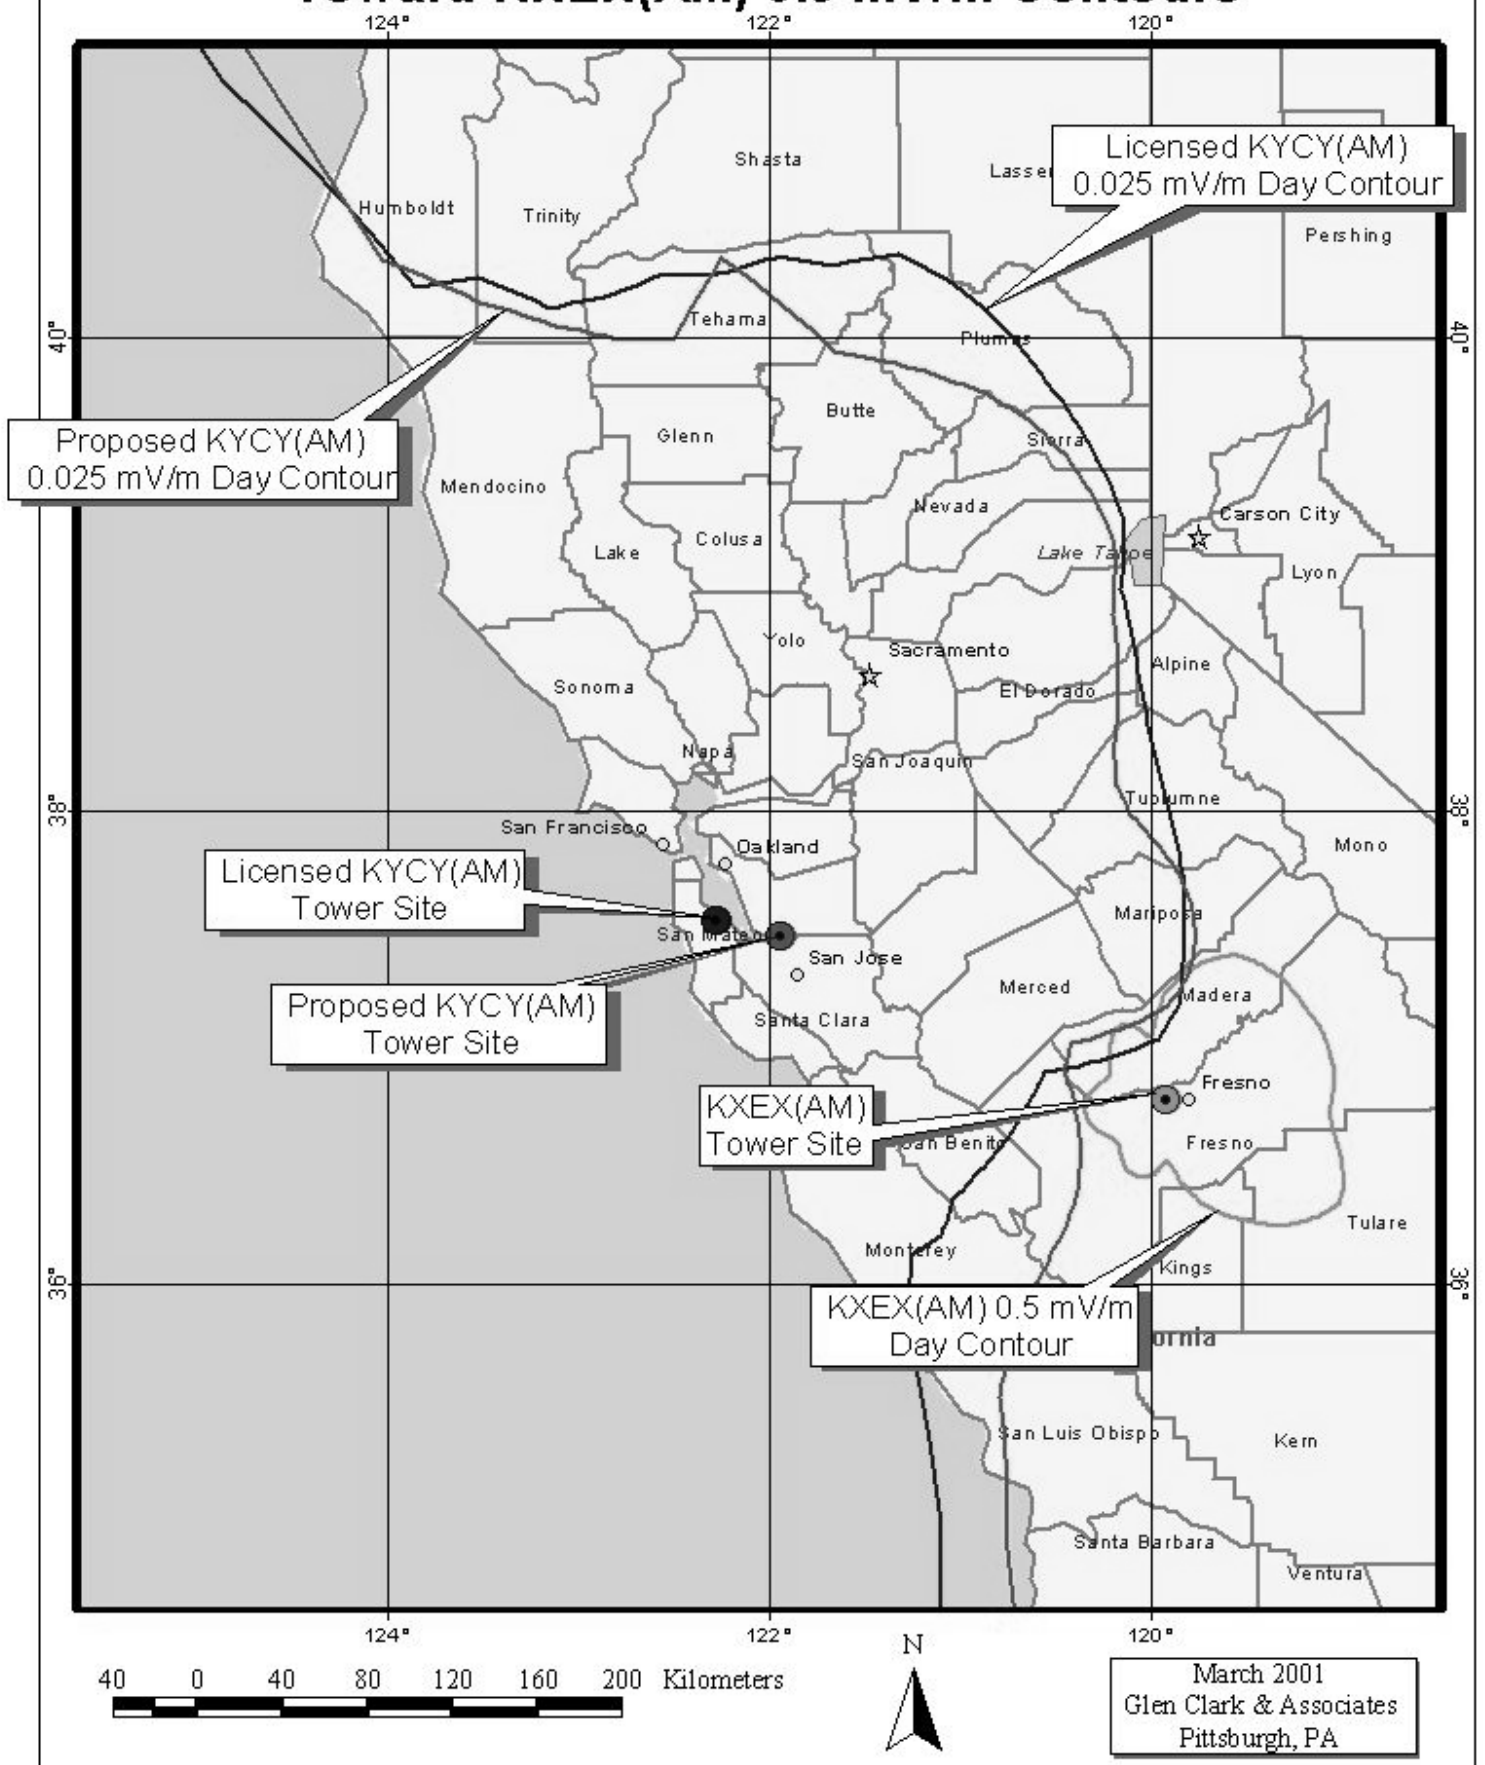 124°
122°
120°
Licensed KYCY(AM)
0.025 mV/m Day Contour
Shasta
Humboldt
Trinity
Pershing
Tehama
40°
Plumas
40°
Butte
Proposed KYCY(AM)
0.025 mV/m Day Contour
Glenn
Sierra
Mendocino
Nevada
Carson City
Colusa
Lake
Lake Tahoe
Lyon
Yolo
Sacramento
Alpine
Sonoma
El Dorado
Napa
San Joaquin
Tuolumne
38°
38°
San Francisco
Oakland
Mono
Licensed KYCY(AM)
Tower Site
Mariposa
San Mateo
San Jose
Merced
Madera
Proposed KYCY(AM)
Tower Site
Santa Clara
Fresno
KXEX(AM)
Tower Site
San Benito
Fresno
Tulare
Monterey
Kings
36°
36°
KXEX(AM) 0.5 mV/m
Day Contour
ornia
San Luis Obispo
Kern
Santa Barbara
Ventura
124°
122°
120°
N
40 0 40 80 120 160 200 Kilometers
March 2001
Glen Clark & Associates
Pittsburgh, PA